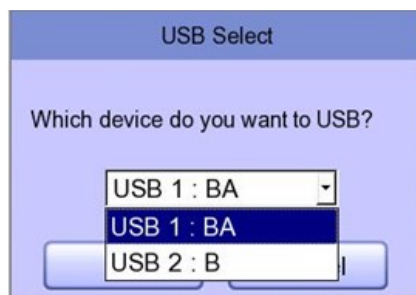 USB Select
Which device do you want to USB?
USB 1 : BA
USB 1 : BA
USB 2 : B